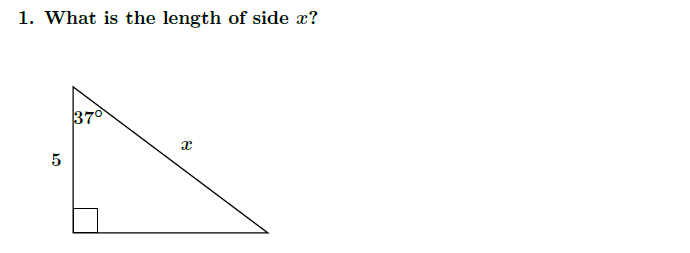 1. What is the length of side x?
37°
x
5